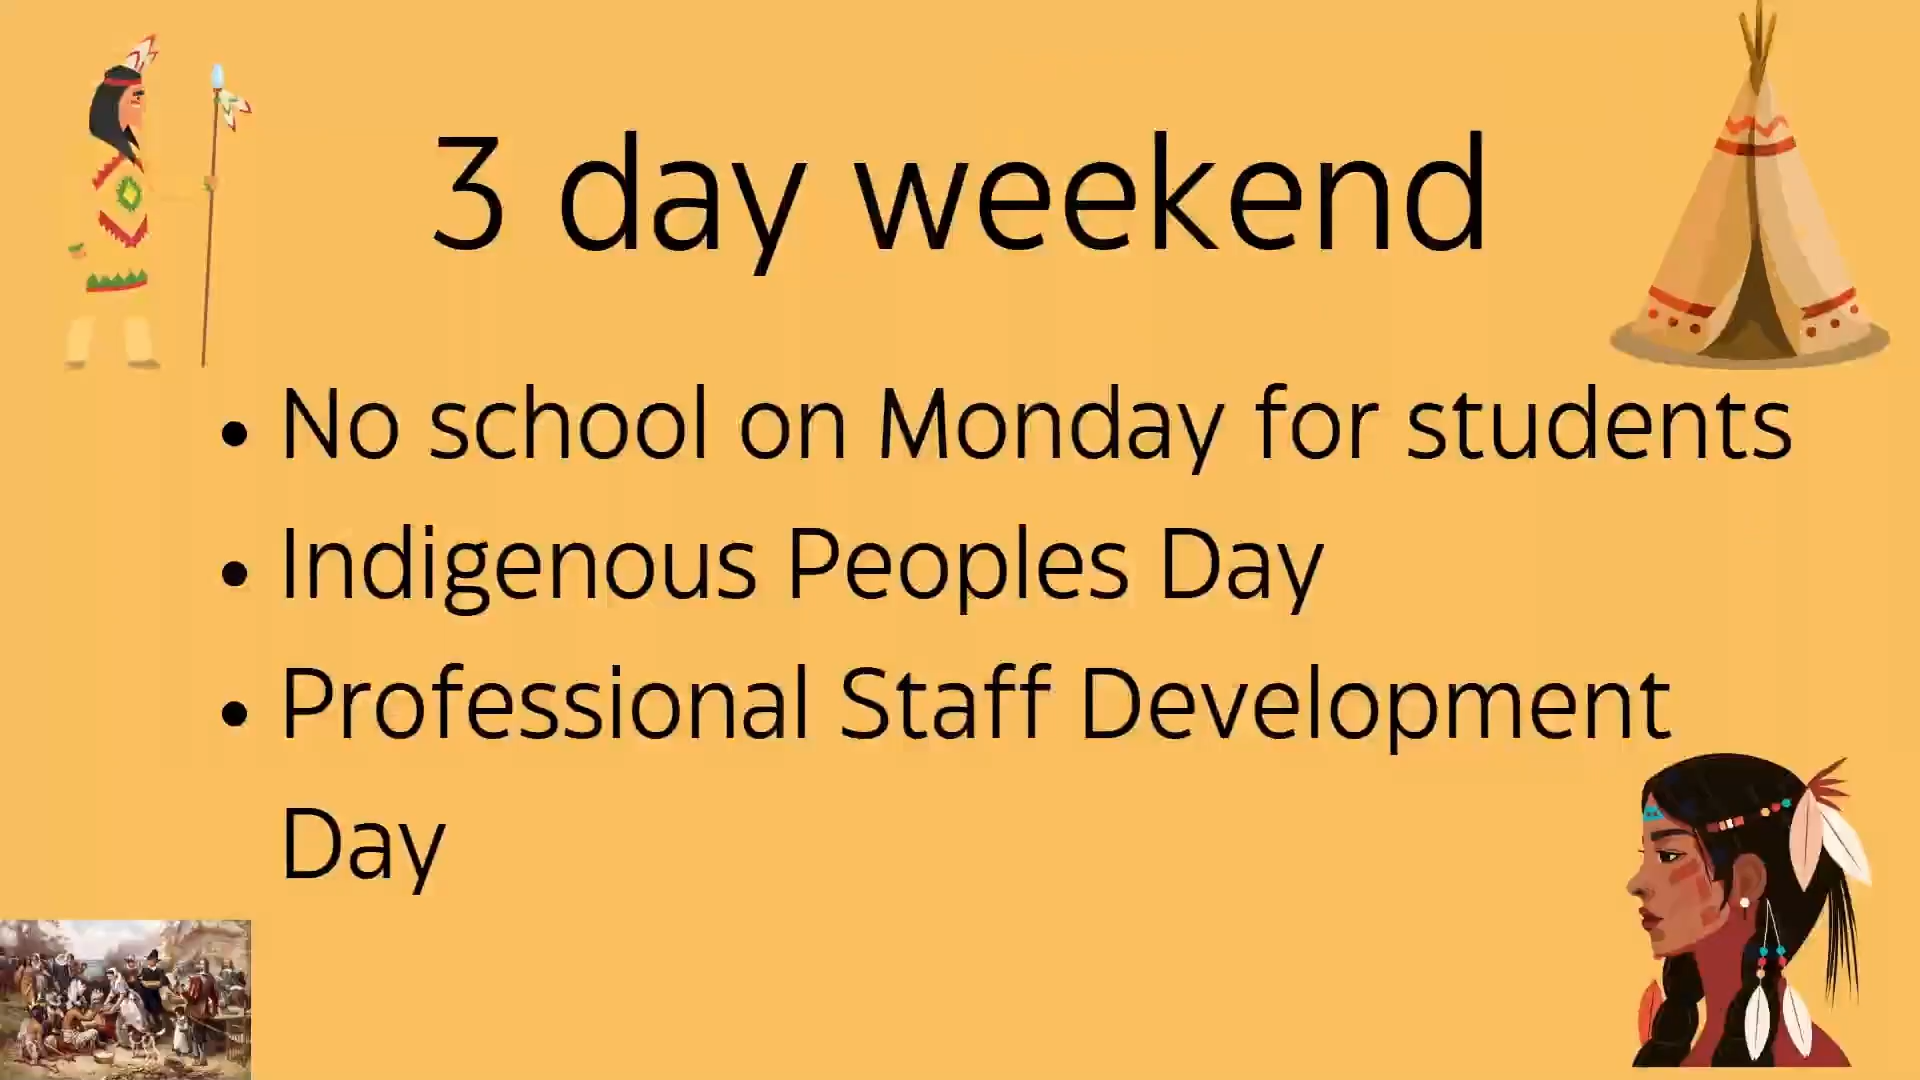 3 day weekend
• No school on Monday for students
• Indigenous Peoples Day
• Professional Staff Development
Day